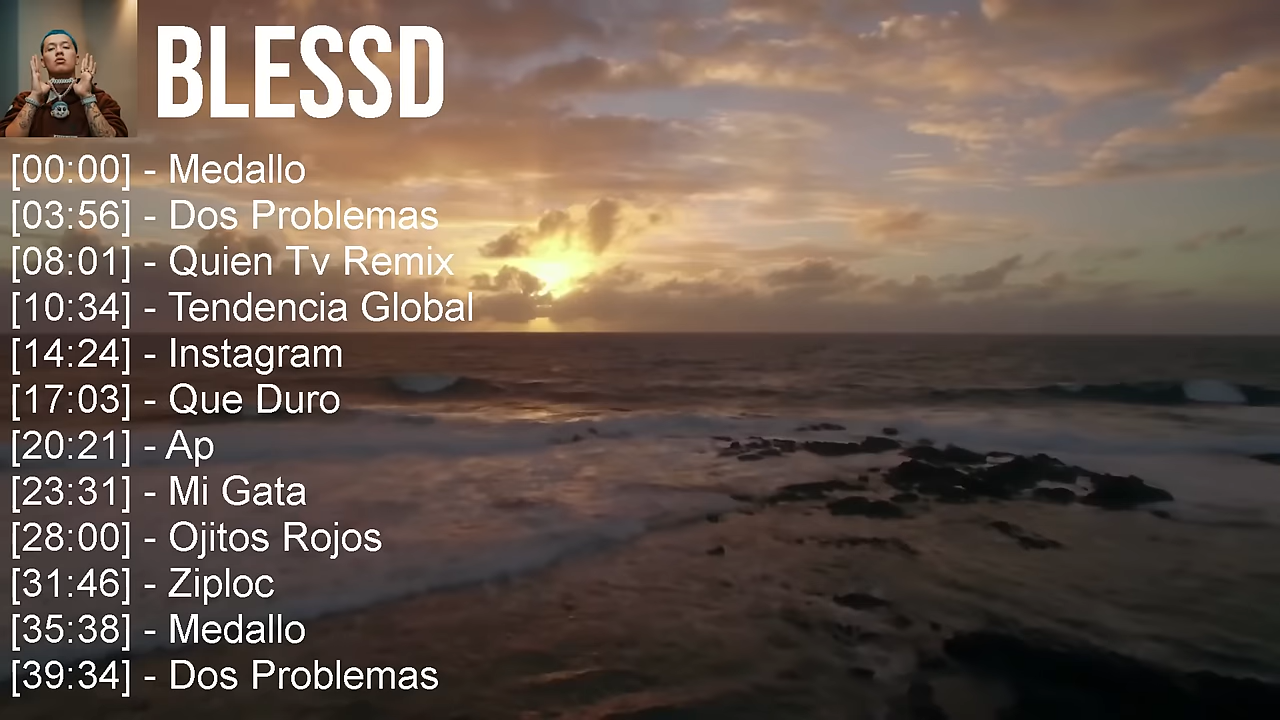 BLESSD
[00:00] - Medallo
[03:56] - Dos Problemas
[08:01] - Quien Tv Remix
[10:34] - Tendencia Global
[14:24] - Instagram
[17:03] - Que Duro
[20:21] - Ap
[23:31] - Mi Gata
[28:00] - Ojitos Rojos
[31:46] - Ziploc
[35:38] - Medallo
[39:34] - Dos Problemas